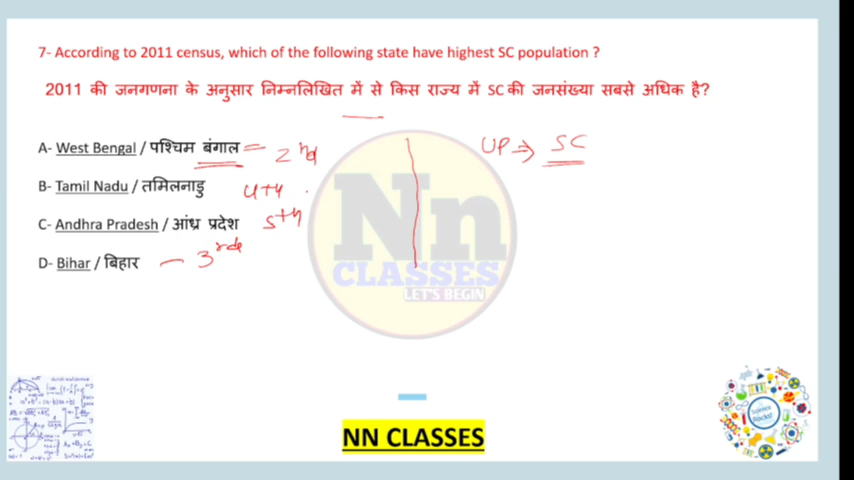 7- According to 2011 census, which of the following state have highest SC population ?
2011 की जनगणना के अनुसार निम्नलिखित में से किस राज्य में SC की जनसंख्या सबसे अधिक है?
A- West Bengal / पश्चिम बंगाल = 2nd
UP → SC
B- Tamil Nadu / तमिलनाडु 4th
C- Andhra Pradesh / आंध्र प्रदेश 5th
D- Bihar / बिहार - 3rd
Nn
CLASSES
LET'S BEGIN
NN CLASSES